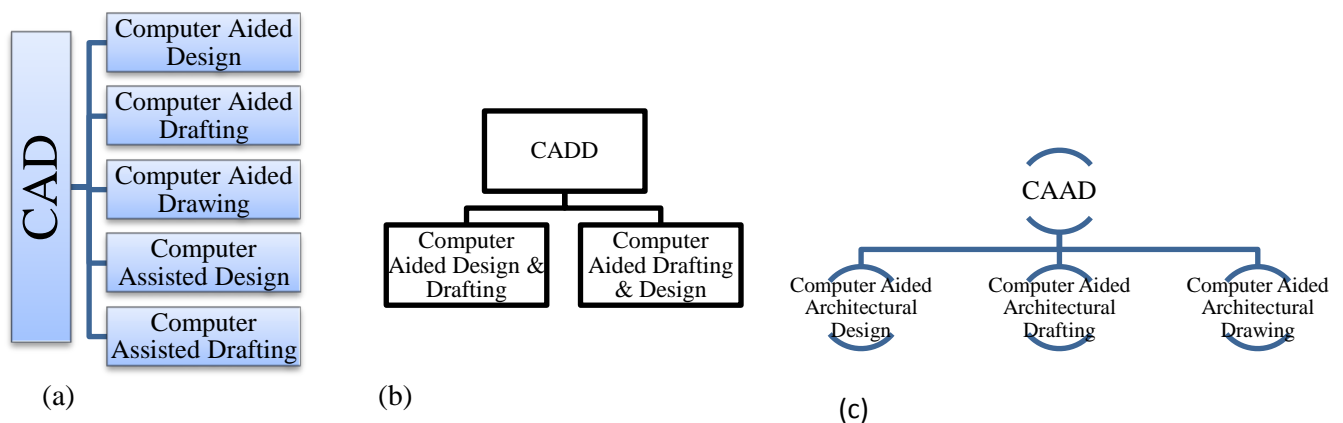 CAD
Computer Aided
Design
Computer Aided
Drafting
Computer Aided
Drawing
Computer
Assisted Design
Computer
Assisted Drafting
(a)
CADD
Computer
Aided Design &
Drafting
Computer
Aided Drafting
& Design
(b)
CAAD
Computer Aided
Architectural
Design
Computer Aided
Architectural
Drafting
Computer Aided
Architectural
Drawing
(c)